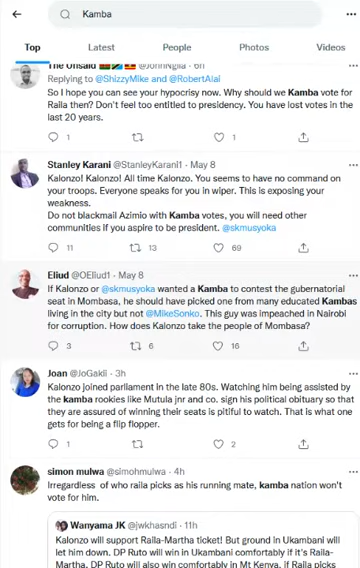 Kamba
Top Latest People Photos Videos
The Unsaid @JohnNgila · 6h
Replying to @ShizzyMike and @RobertAlai
So I hope you can see your hypocrisy now. Why should we Kamba vote for
Raila then? Don't feel too entitled to presidency. You have lost votes in the
last 20 years.
1 1
Stanley Karani @StanleyKarani1 · May 8
Kalonzo! Kalonzo! All time Kalonzo. You seems to have no command on
your troops. Everyone speaks for you in wiper. This is exposing your
weakness.
Do not blackmail Azimio with Kamba votes, you will need other
communities if you aspire to be president. @skmusyoka
11 13 69
Eliud @OEliud1 · May 8
If Kalonzo or @skmusyoka wanted a Kamba to contest the gubernatorial
seat in Mombasa, he should have picked one from many educated Kambas
living in the city but not @MikeSonko. This guy was impeached in Nairobi
for corruption. How does Kalonzo take the people of Mombasa?
3 6 16
Joan @JoGakii · 3h
Kalonzo joined parliament in the late 80s. Watching him being assisted by
the kamba rookies like Mutula jnr and co. sign his political obituary so that
they are assured of winning their seats is pitiful to watch. That is what one
gets for being a flip flopper.
1 2
simon mulwa @simohmulwa · 4h
Irregardless of who raila picks as his running mate, kamba nation won't
vote for him.
Wanyama JK @jwkhasndi · 11h
Kalonzo will support Raila-Martha ticket! But ground in Ukambani will
let him down. DP Ruto will win in Ukambani comfortably if it's Raila-
Martha. DP Ruto will also win comfortably in Mt Kenya, if Raila picks